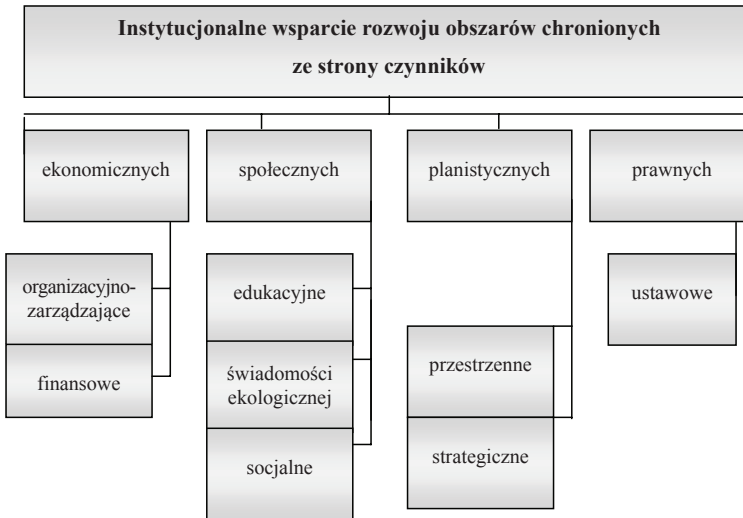 Instytucjonalne wsparcie rozwoju obszarów chronionych
ze strony czynników
ekonomicznych
społecznych
planistycznych
prawnych
organizacyjno-
zarządzające
finansowe
edukacyjne
świadomości
ekologicznej
socjalne
przestrzenne
strategiczne
ustawowe